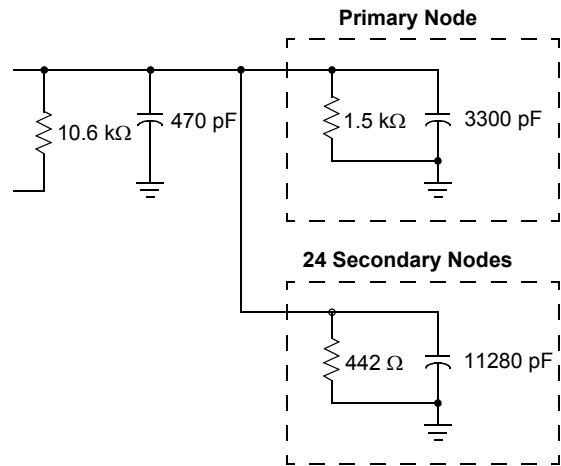 Primary Node
10.6 kΩ
470 pF
1.5 kΩ
3300 pF
24 Secondary Nodes
442 Ω
11280 pF